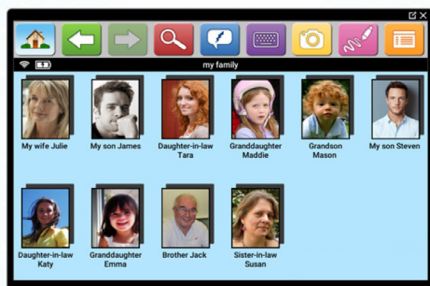 my family
My wife Julie
My son James
Daughter-in-law
Tara
Granddaughter
Maddie
Grandson
Mason
My son Steven
Daughter-in-law
Katy
Granddaughter
Emma
Brother Jack
Sister-in-law
Susan